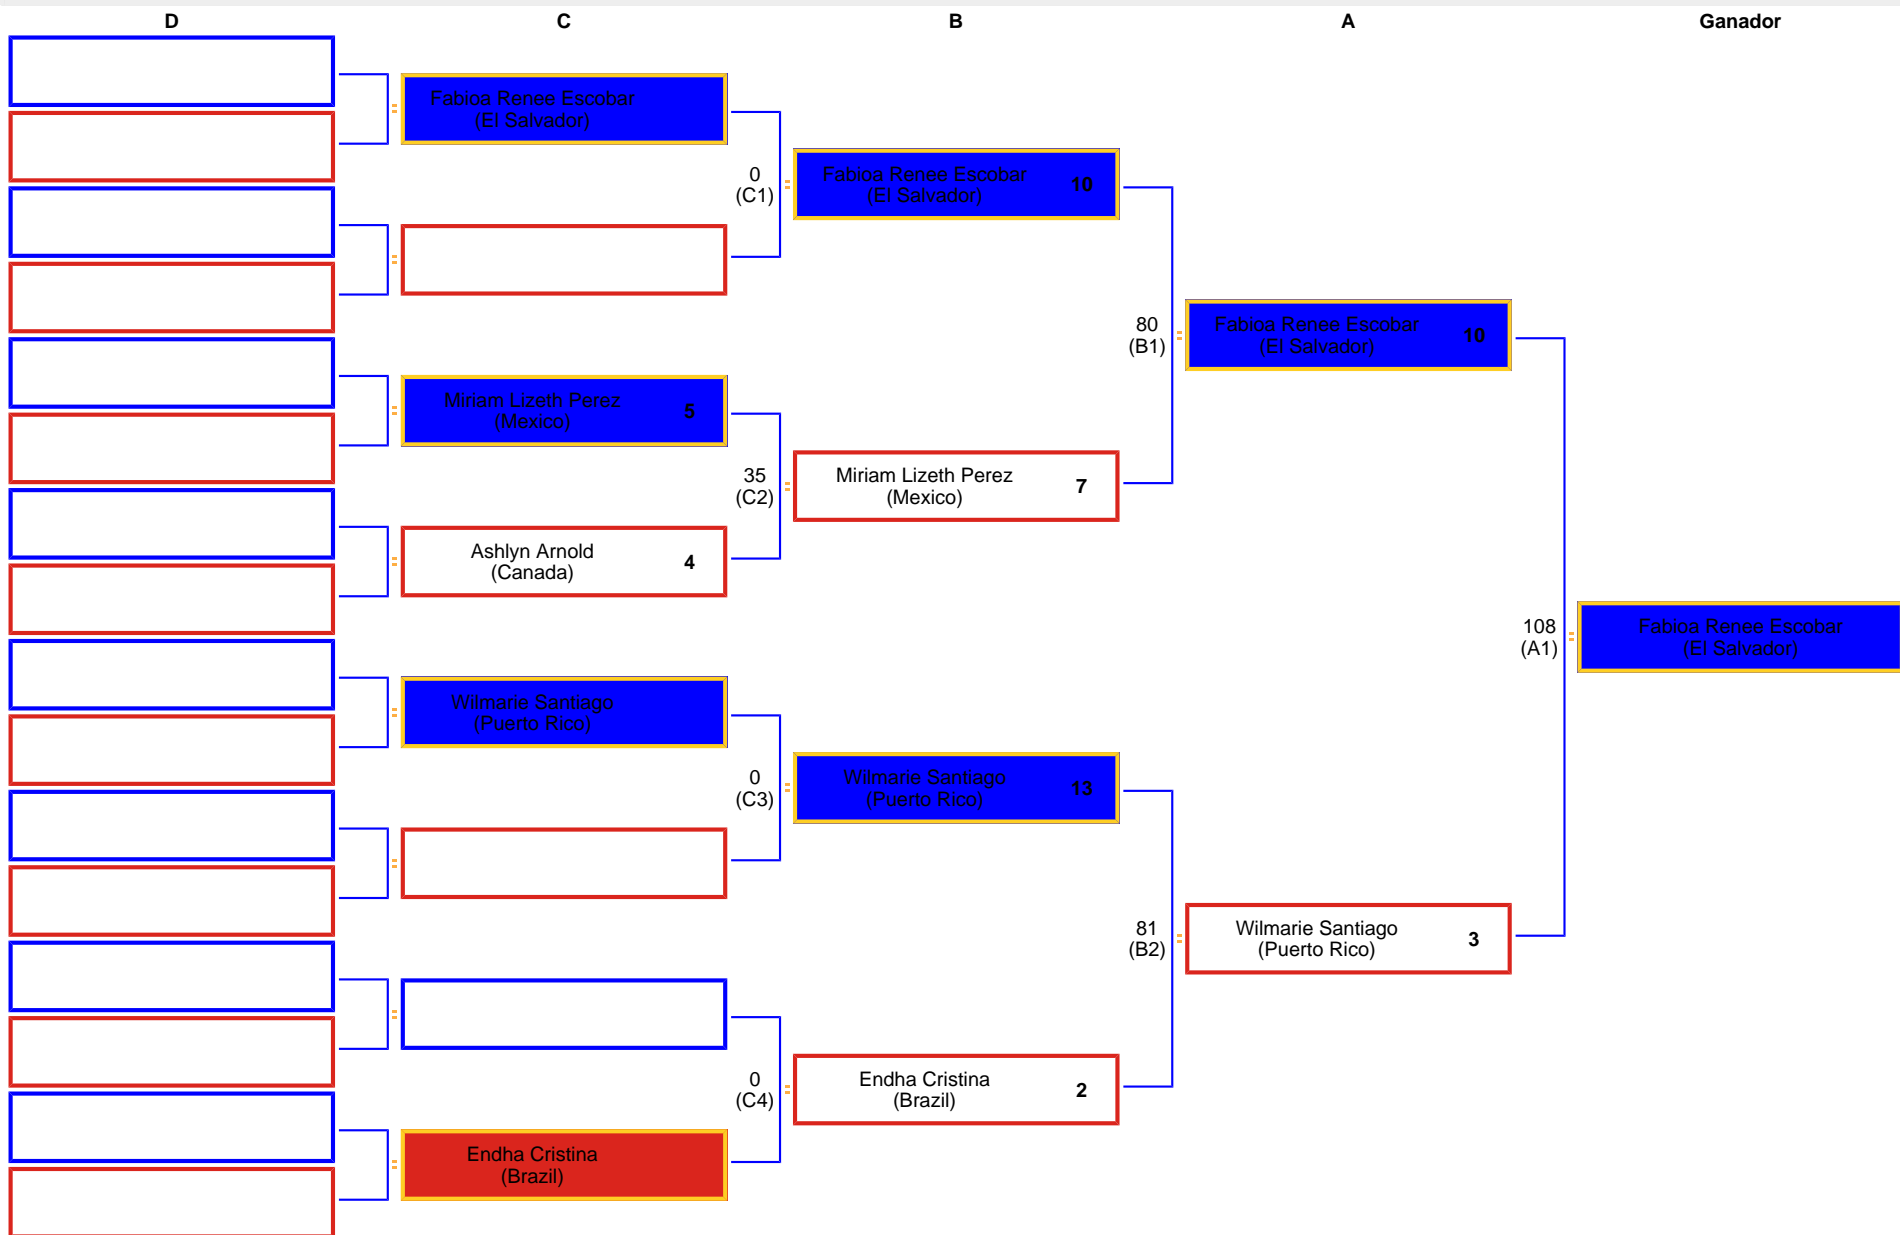 D
C
B
A
Ganador
Fabioa Renee Escobar
(El Salvador)
0
(C1)
Fabioa Renee Escobar
(El Salvador)
10
Miriam Lizeth Perez
(Mexico)
5
35
(C2)
Ashlyn Arnold
(Canada)
4
Miriam Lizeth Perez
(Mexico)
7
80
(B1)
Fabioa Renee Escobar
(El Salvador)
10
Wilmarie Santiago
(Puerto Rico)
0
(C3)
Wilmarie Santiago
(Puerto Rico)
13
Endha Cristina
(Brazil)
0
(C4)
Endha Cristina
(Brazil)
2
81
(B2)
Wilmarie Santiago
(Puerto Rico)
3
108
(A1)
Fabioa Renee Escobar
(El Salvador)